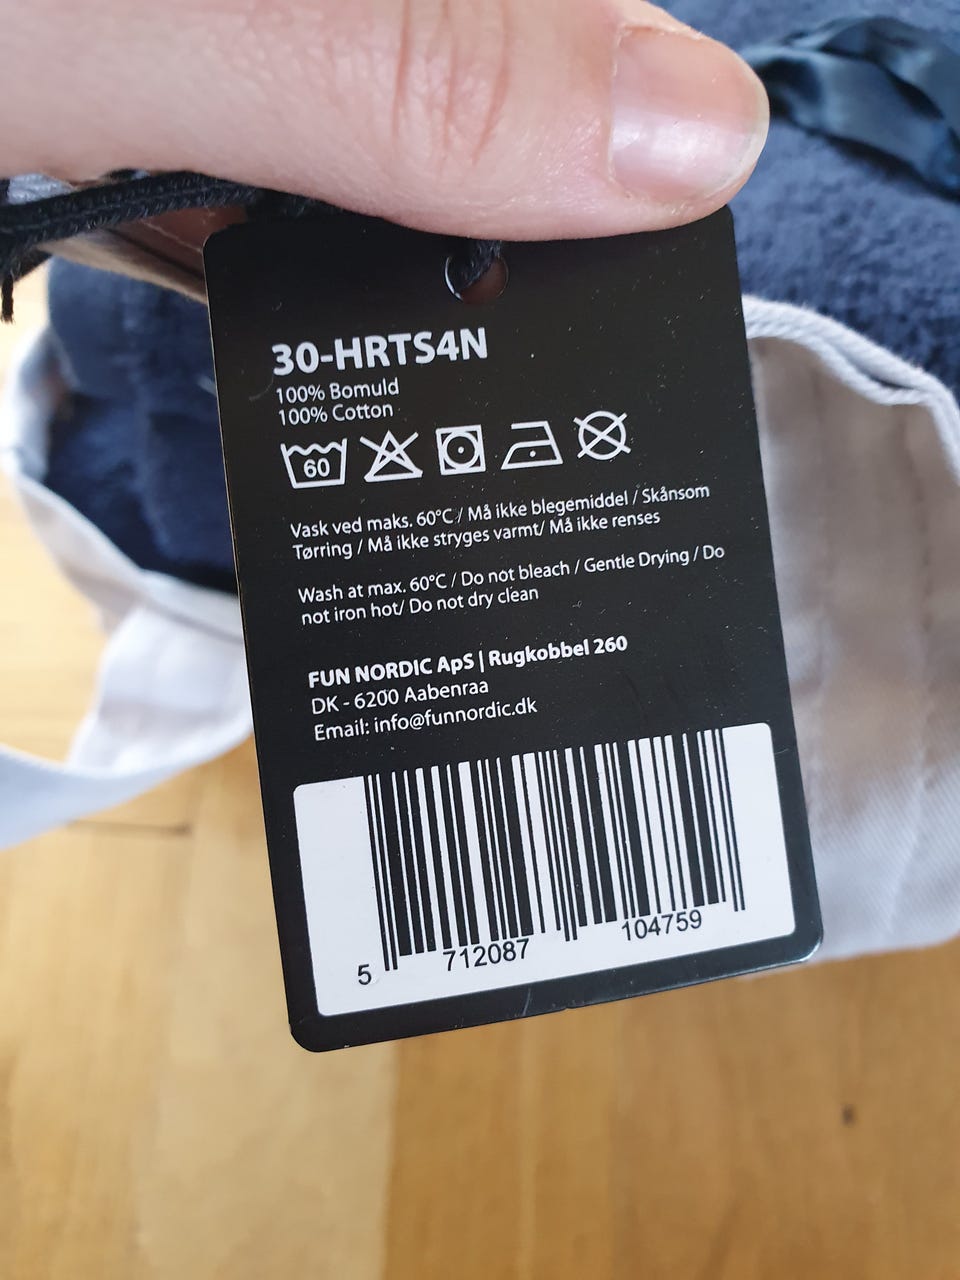 30-HRTS4N
100% Bomuld
100% Cotton
60
Vask ved maks. 60°C / Må ikke blegemiddel / Skånsom
Tørring / Må ikke stryges varmt/ Må ikke renses
Wash at max. 60°C / Do not bleach / Gentle Drying / Do
not iron hot/ Do not dry clean
FUN NORDIC ApS | Rugkobbel 260
DK - 6200 Aabenraa
Email: info@funnordic.dk
5 712087 104759